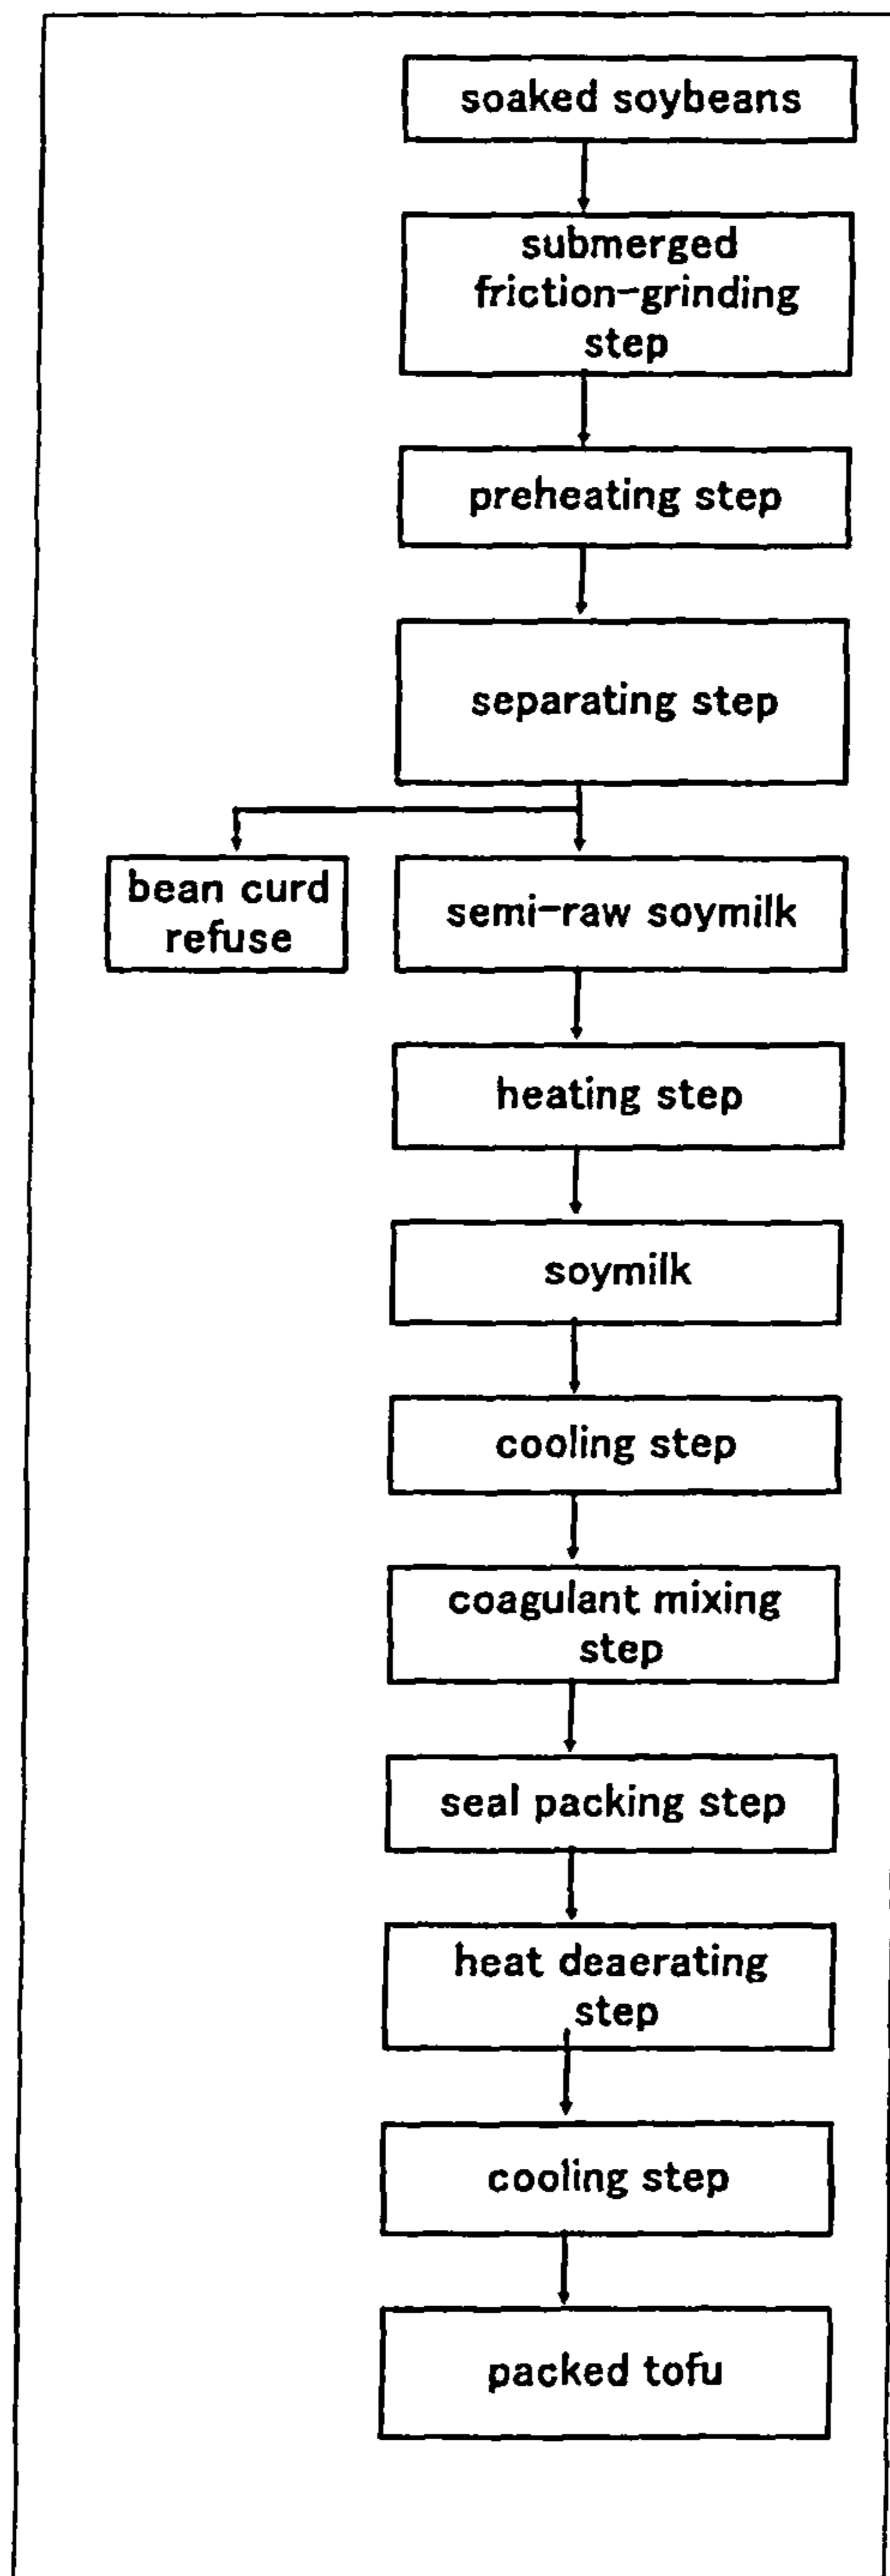 soaked soybeans
submerged
friction-grinding
step
preheating step
separating step
bean curd
refuse
semi-raw soymilk
heating step
soymilk
cooling step
coagulant mixing
step
seal packing step
heat deaerating
step
cooling step
packed tofu